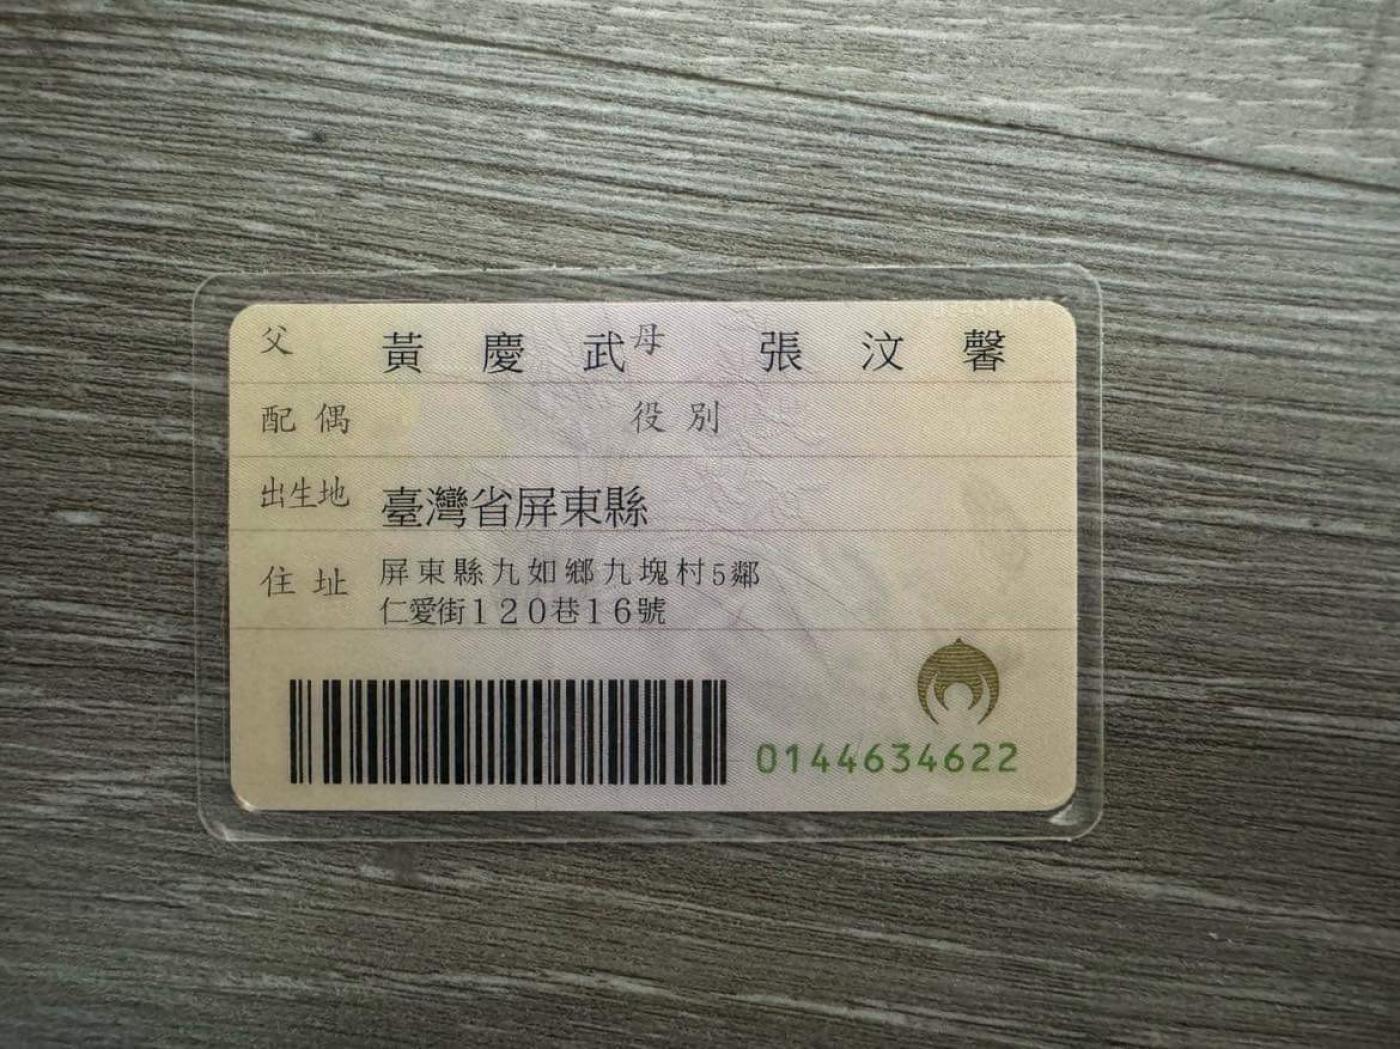 父 黃慶武 母 張汶馨
配偶 役別
出生地 臺灣省屏東縣
住址 屏東縣九如鄉九塊村5鄰
仁愛街120巷16號
0144634622